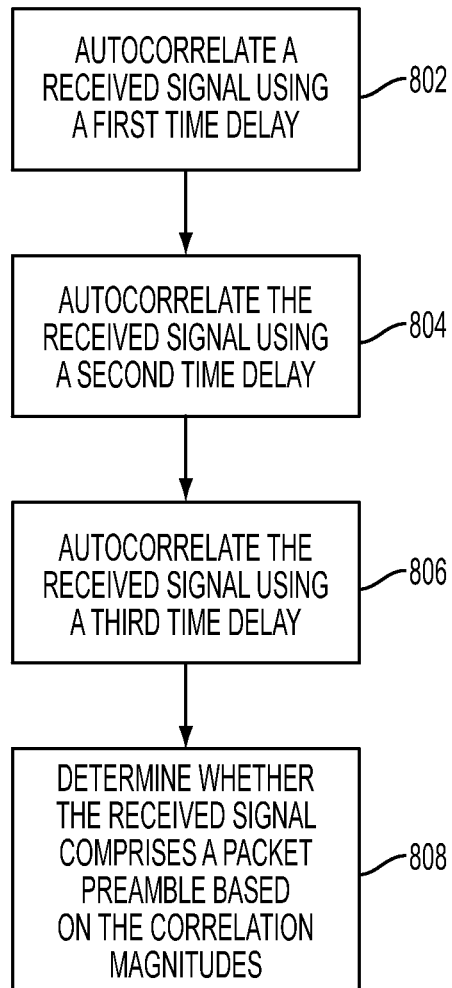 AUTOCORRELATE A
RECEIVED SIGNAL USING
A FIRST TIME DELAY
802
AUTOCORRELATE THE
RECEIVED SIGNAL USING
A SECOND TIME DELAY
804
AUTOCORRELATE THE
RECEIVED SIGNAL USING
A THIRD TIME DELAY
806
DETERMINE WHETHER
THE RECEIVED SIGNAL
COMPRISES A PACKET
PREAMBLE BASED
ON THE CORRELATION
MAGNITUDES
808